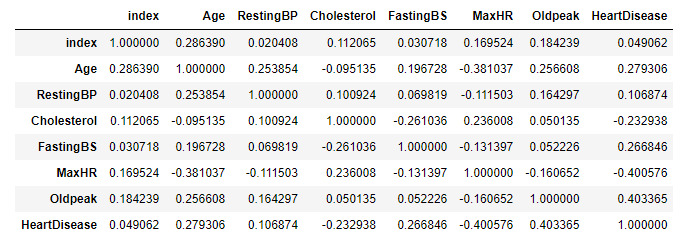 index Age RestingBP Cholesterol FastingBS MaxHR Oldpeak HeartDisease
index 1.000000 0.286390 0.020408 0.112065 0.030718 0.169524 0.184239 0.049062
Age 0.286390 1.000000 0.253854 -0.095135 0.196728 -0.381037 0.256608 0.279306
RestingBP 0.020408 0.253854 1.000000 0.100924 0.069819 -0.111503 0.164297 0.106874
Cholesterol 0.112065 -0.095135 0.100924 1.000000 -0.261036 0.236008 0.050135 -0.232938
FastingBS 0.030718 0.196728 0.069819 -0.261036 1.000000 -0.131397 0.052226 0.266846
MaxHR 0.169524 -0.381037 -0.111503 0.236008 -0.131397 1.000000 -0.160652 -0.400576
Oldpeak 0.184239 0.256608 0.164297 0.050135 0.052226 -0.160652 1.000000 0.403365
HeartDisease 0.049062 0.279306 0.106874 -0.232938 0.266846 -0.400576 0.403365 1.000000